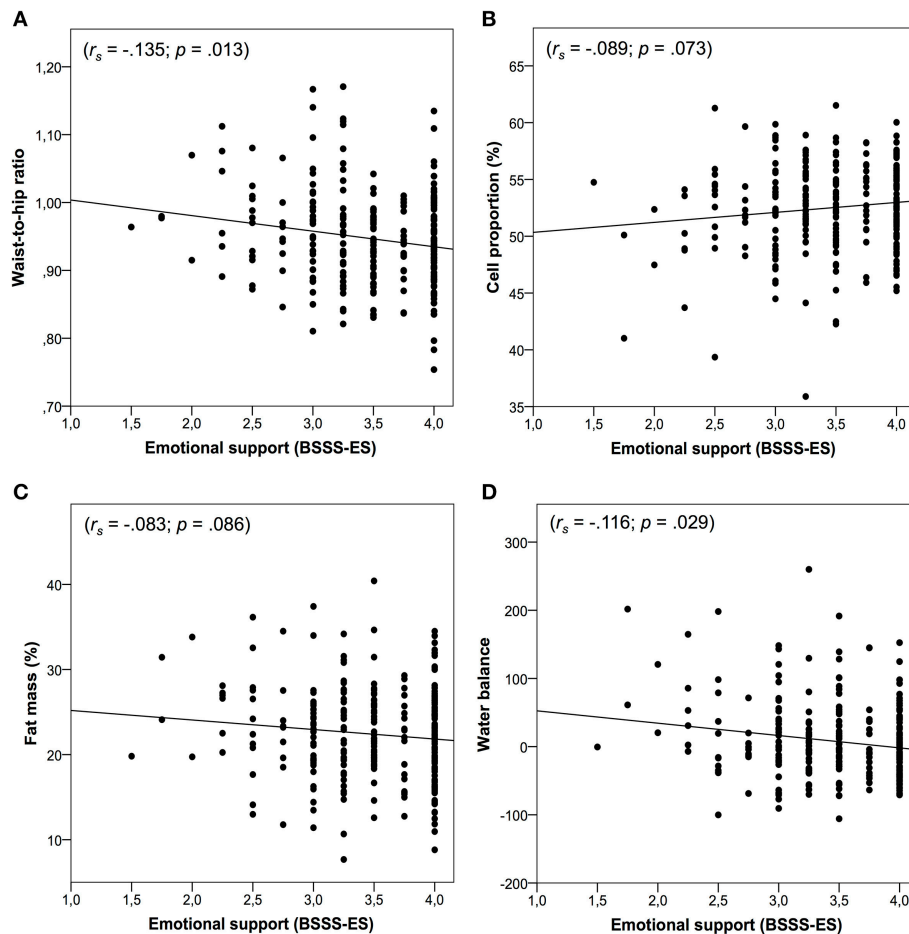 A
(rs = -.135; p = .013)
1,20
1,10
1,00
,90
,80
,70
Waist-to-hip ratio
1,0 1,5 2,0 2,5 3,0 3,5 4,0
Emotional support (BSSS-ES)
B
(rs = -.089; p = .073)
65
60
55
50
45
40
35
Cell proportion (%)
1,0 1,5 2,0 2,5 3,0 3,5 4,0
Emotional support (BSSS-ES)
C
(rs = -.083; p = .086)
40
30
20
10
Fat mass (%)
1,0 1,5 2,0 2,5 3,0 3,5 4,0
Emotional support (BSSS-ES)
D
(rs = -.116; p = .029)
300
200
100
0
-100
-200
Water balance
1,0 1,5 2,0 2,5 3,0 3,5 4,0
Emotional support (BSSS-ES)